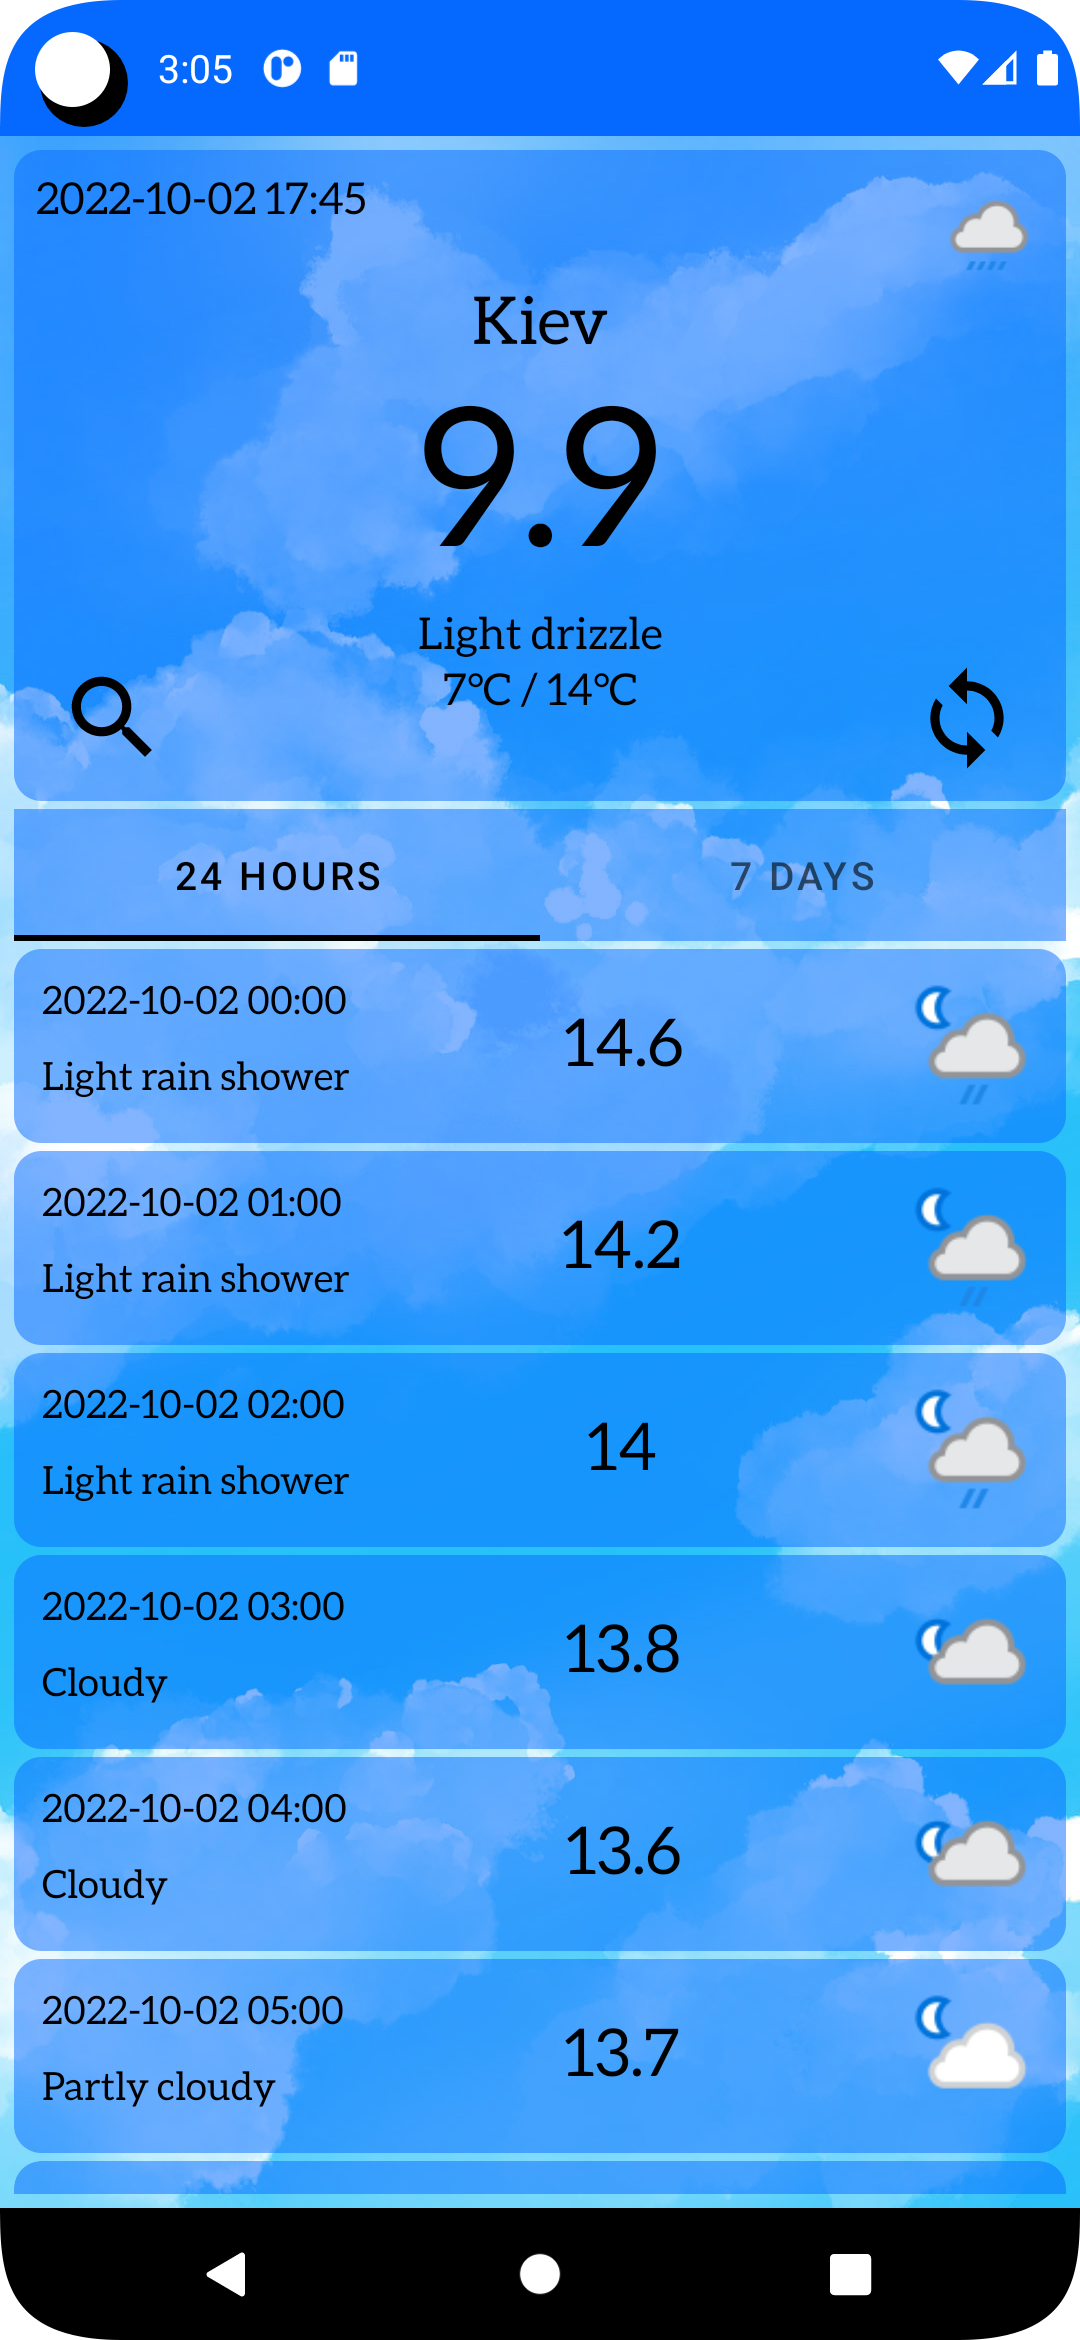 3:05
2022-10-02 17:45
Kiev
9.9
Light drizzle
7°C / 14°C
24 HOURS
7 DAYS
2022-10-02 00:00
Light rain shower
14.6
2022-10-02 01:00
Light rain shower
14.2
2022-10-02 02:00
Light rain shower
14
2022-10-02 03:00
Cloudy
13.8
2022-10-02 04:00
Cloudy
13.6
2022-10-02 05:00
Partly cloudy
13.7